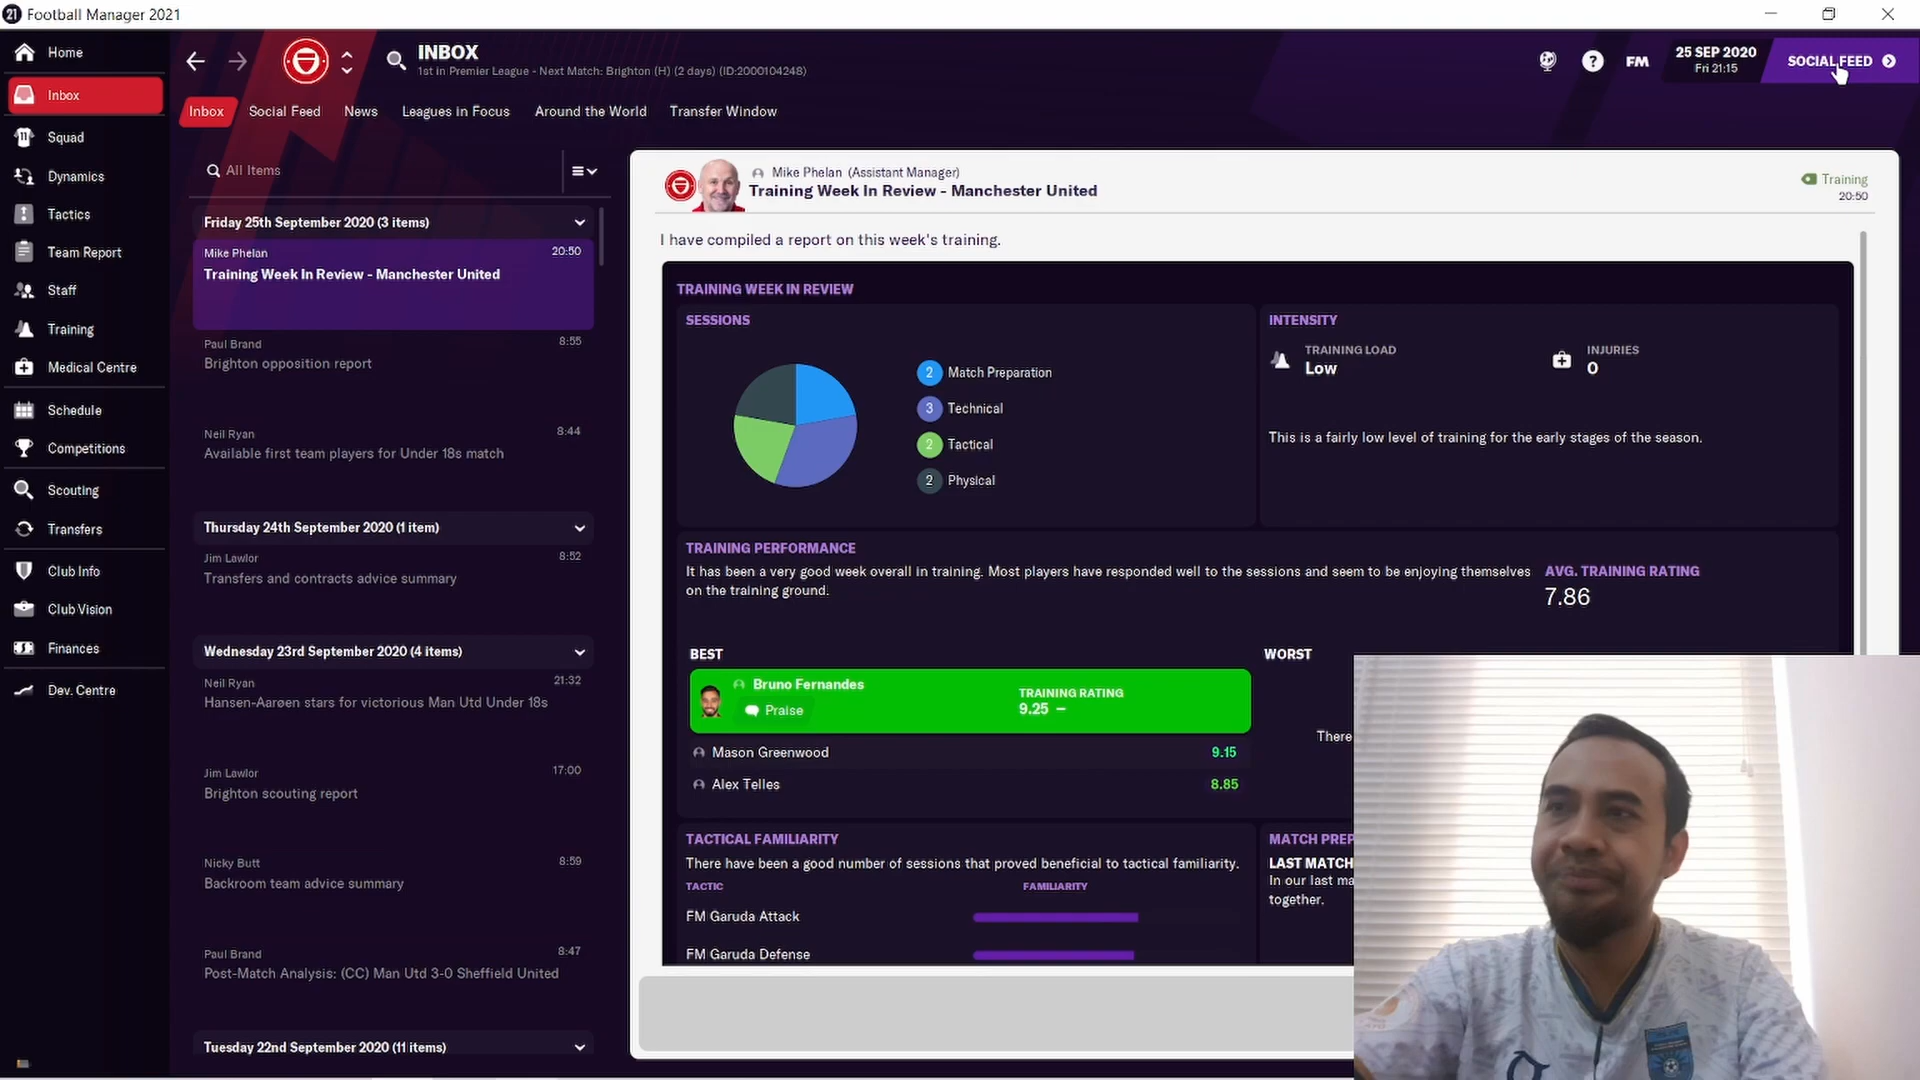 21 Football Manager 2021
Home
Inbox
Squad
Dynamics
Tactics
Team Report
Staff
Training
Medical Centre
Schedule
Competitions
Scouting
Transfers
Club Info
Club Vision
Finances
Dev. Centre
INBOX
1st in Premier League - Next Match: Brighton (H) (2 days) (ID:2000104248)
? FM
25 SEP 2020
Fri 21:15
SOCIAL FEED
Inbox Social Feed News Leagues in Focus Around the World Transfer Window
All Items
Friday 25th September 2020 (3 items)
Mike Phelan 20:50
Training Week In Review - Manchester United
Paul Brand 8:55
Brighton opposition report
Neil Ryan 8:44
Available first team players for Under 18s match
Thursday 24th September 2020 (1 item)
Jim Lawlor 8:52
Transfers and contracts advice summary
Wednesday 23rd September 2020 (4 items)
Neil Ryan 21:32
Hansen-Aarøen stars for victorious Man Utd Under 18s
Jim Lawlor 17:00
Brighton scouting report
Nicky Butt 8:59
Backroom team advice summary
Paul Brand 8:47
Post-Match Analysis: (CC) Man Utd 3-0 Sheffield United
Tuesday 22nd September 2020 (11 items)
Mike Phelan (Assistant Manager)
Training Week In Review - Manchester United
Training
20:50
I have compiled a report on this week's training.
TRAINING WEEK IN REVIEW
SESSIONS
2 Match Preparation
3 Technical
2 Tactical
2 Physical
INTENSITY
TRAINING LOAD
Low
INJURIES
0
This is a fairly low level of training for the early stages of the season.
TRAINING PERFORMANCE
It has been a very good week overall in training. Most players have responded well to the sessions and seem to be enjoying themselves
on the training ground.
AVG. TRAINING RATING
7.86
BEST
Bruno Fernandes
Praise
TRAINING RATING
9.25 –
Mason Greenwood 9.15
Alex Telles 8.85
WORST
There
TACTICAL FAMILIARITY
There have been a good number of sessions that proved beneficial to tactical familiarity.
TACTIC FAMILIARITY
FM Garuda Attack
FM Garuda Defense
MATCH PREP
LAST MATCH
In our last ma
together.